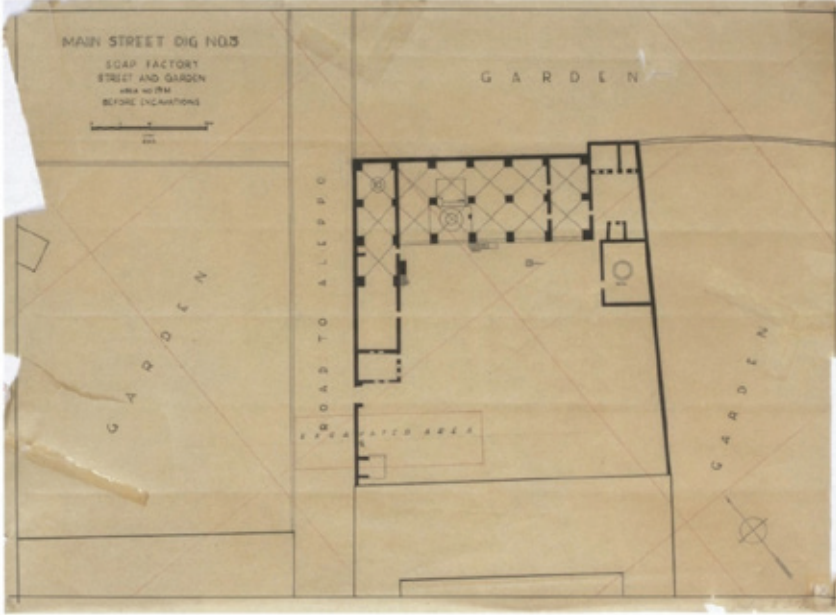 MAIN STREET DIG NO.5
SOAP FACTORY
STREET AND GARDEN
BEFORE EXCAVATIONS
GARDEN
ROAD TO ALEPPO
GARDEN
GARDEN
EXCAVATED AREA